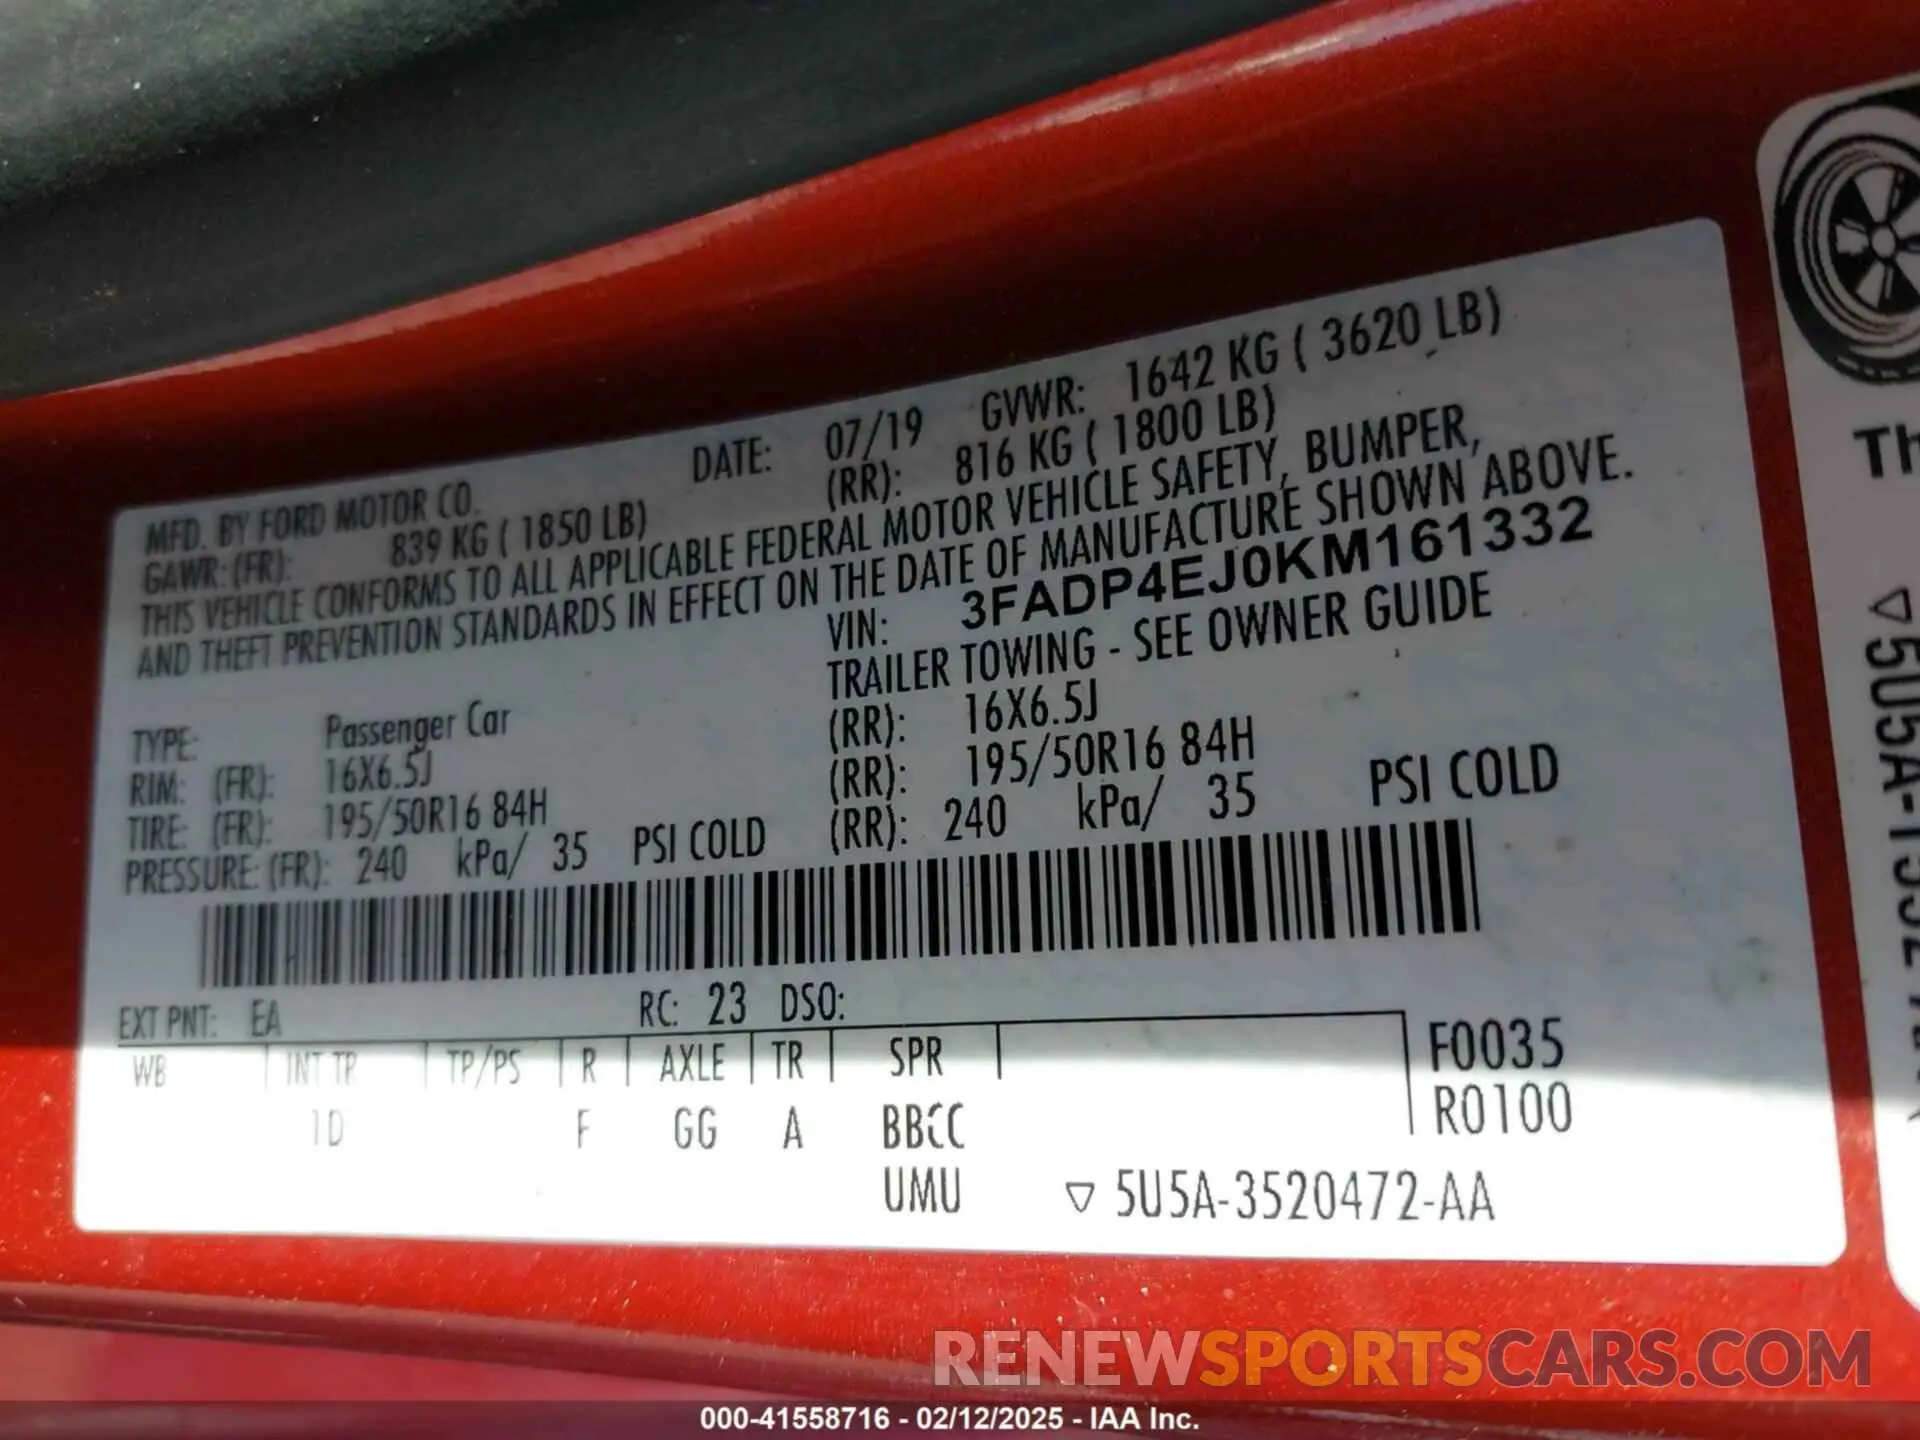 MFD. BY FORD MOTOR CO. DATE: 07/19 GVWR: 1642 KG ( 3620 LB)
GAWR: (FR): 839 KG ( 1850 LB) (RR): 816 KG ( 1800 LB)
THIS VEHICLE CONFORMS TO ALL APPLICABLE FEDERAL MOTOR VEHICLE SAFETY, BUMPER,
AND THEFT PREVENTION STANDARDS IN EFFECT ON THE DATE OF MANUFACTURE SHOWN ABOVE.
VIN: 3FADP4EJ0KM161332
TRAILER TOWING - SEE OWNER GUIDE
TYPE: Passenger Car
RIM: (FR): 16X6.5J (RR): 16X6.5J
TIRE: (FR): 195/50R16 84H (RR): 195/50R16 84H
PRESSURE: (FR): 240 kPa/ 35 PSI COLD (RR): 240 kPa/ 35 PSI COLD
EXT PNT: EA RC: 23 DSO:
WB INT TR TP/PS R AXLE TR SPR F0035
1D F GG A BBCC R0100
UMU ▽ 5U5A-3520472-AA
Th
RENEWSPORTSCARS.COM
000-41558716 - 02/12/2025 - IAA Inc.